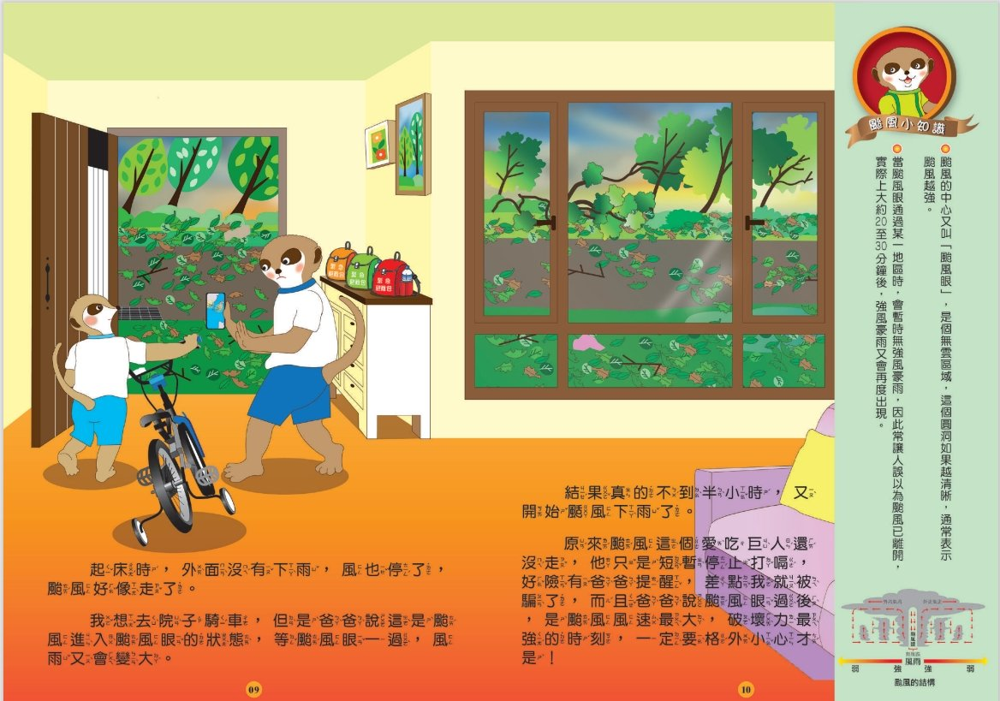 緊急
避難包
緊急
避難包
緊急
避難包
起床時，外面沒有下雨，風也停了，
颱風好像走了。
我想去院子騎車，但是爸爸說這是颱
風進入颱風眼的狀態，等颱風眼一過，風
雨又會變大。
09
結果真的不到半小時，又
開始颳風下雨了。
原來颱風這個愛吃巨人還
沒走，他只是短暫停止打嗝，
好險有爸爸提醒，差點我就被
騙了，而且爸爸說颱風眼過後
，是颱風風速最大，破壞力最
強的時刻，一定要格外小心才
是！
10
颱風小知識
颱風的中心又叫「颱風眼」，是個無雲區域，這個圓洞如果越清晰，通常表示
颱風越強。
當颱風眼通過某一地區時，會暫時無強風豪雨，因此常讓人誤以為颱風已離開，
實際上大約20至30分鐘後，強風豪雨又會再度出現。
颱風眼
無風雨
風雨
弱 強 強 弱
颱風的結構